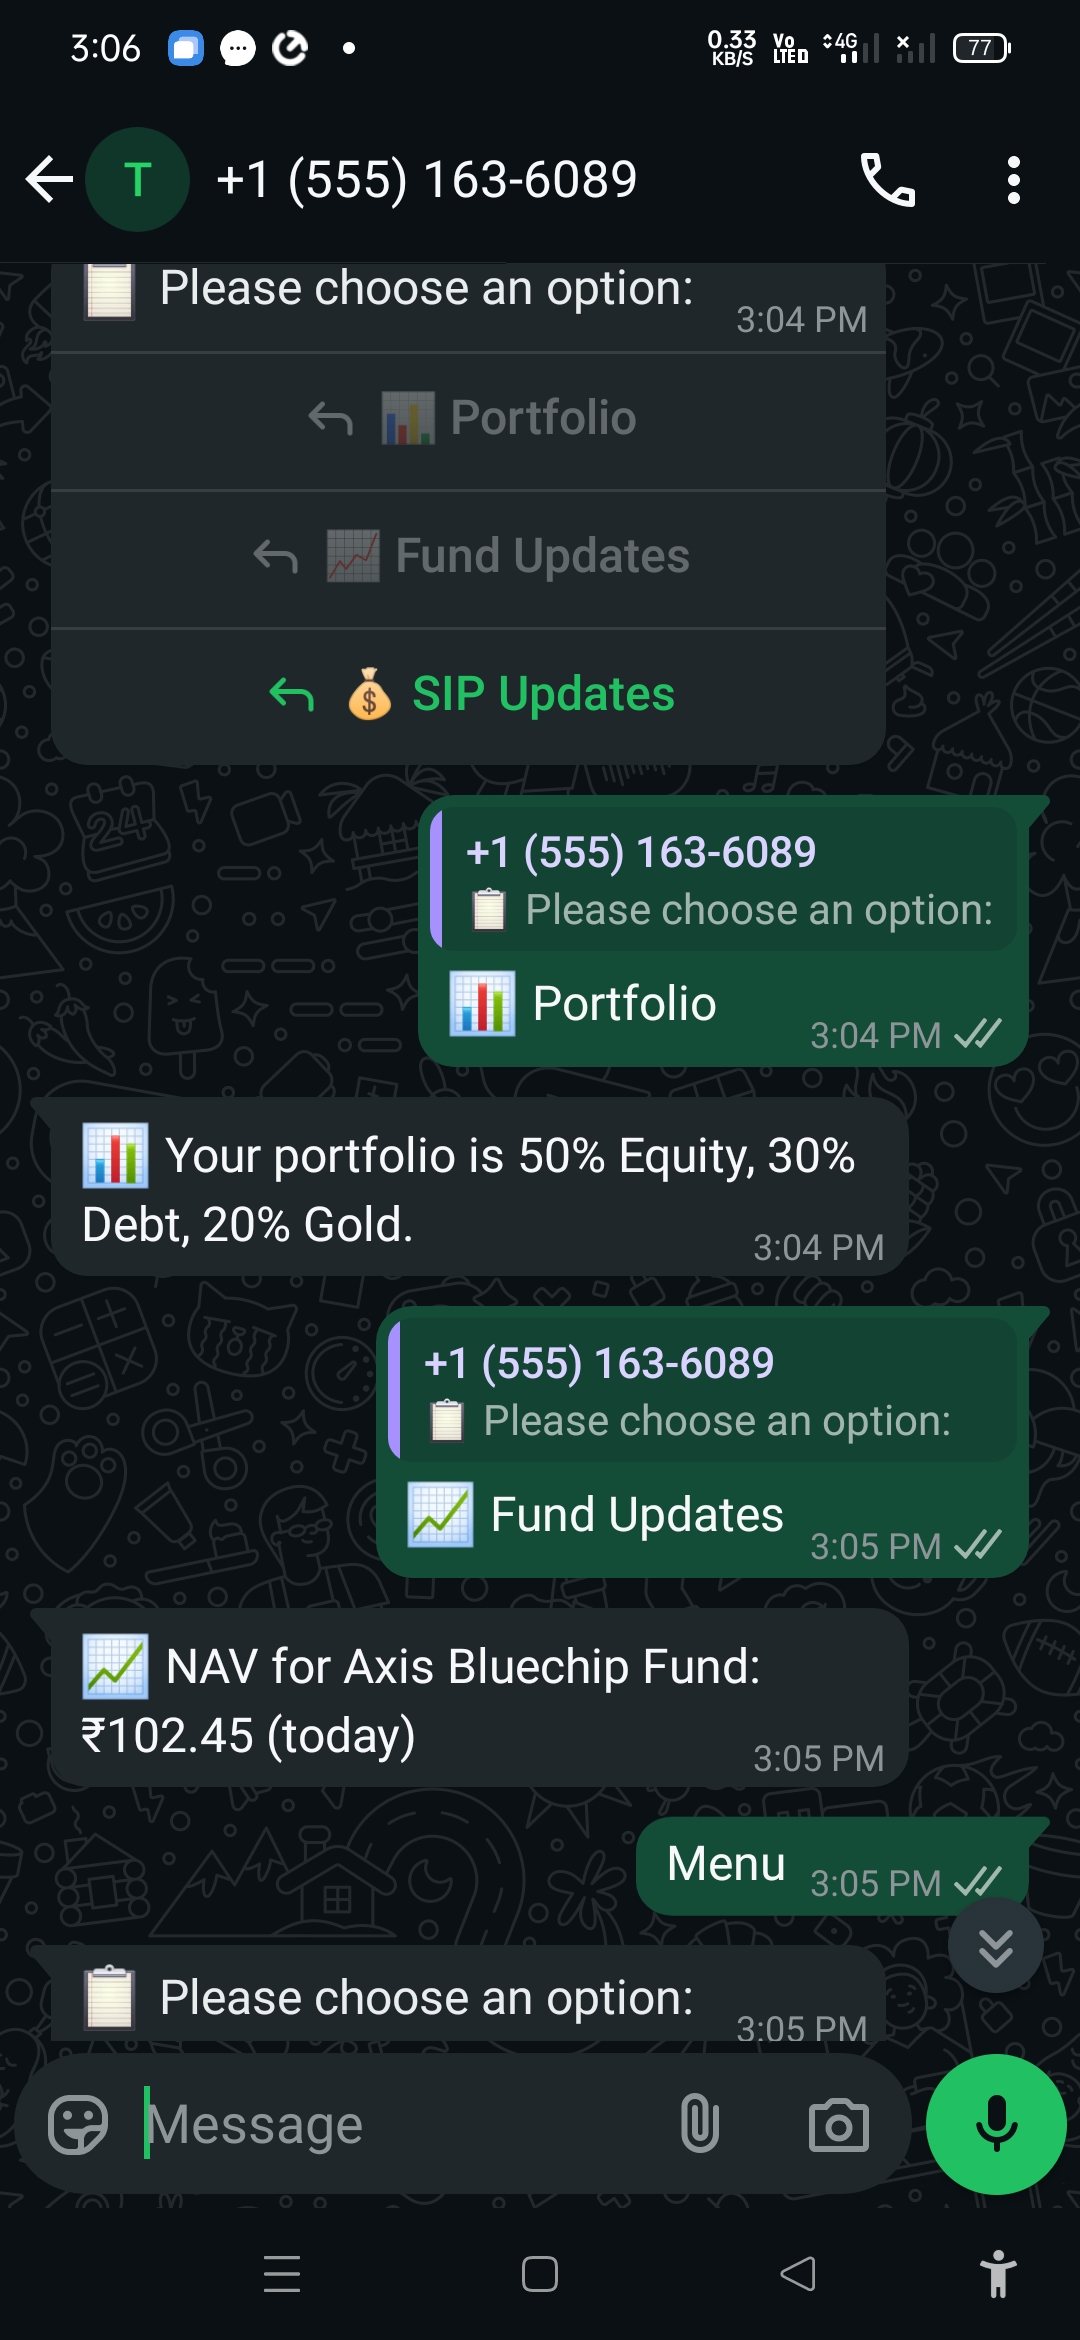 3:06
0.33 KB/S
Vo LTE
4G
77
T
+1 (555) 163-6089
📋 Please choose an option:
3:04 PM
📊 Portfolio
📈 Fund Updates
💰 SIP Updates
+1 (555) 163-6089
📋 Please choose an option:
📊 Portfolio
3:04 PM
📊 Your portfolio is 50% Equity, 30%
Debt, 20% Gold.
3:04 PM
+1 (555) 163-6089
📋 Please choose an option:
📈 Fund Updates
3:05 PM
📈 NAV for Axis Bluechip Fund:
₹102.45 (today)
3:05 PM
Menu
3:05 PM
📋 Please choose an option:
3:05 PM
Message